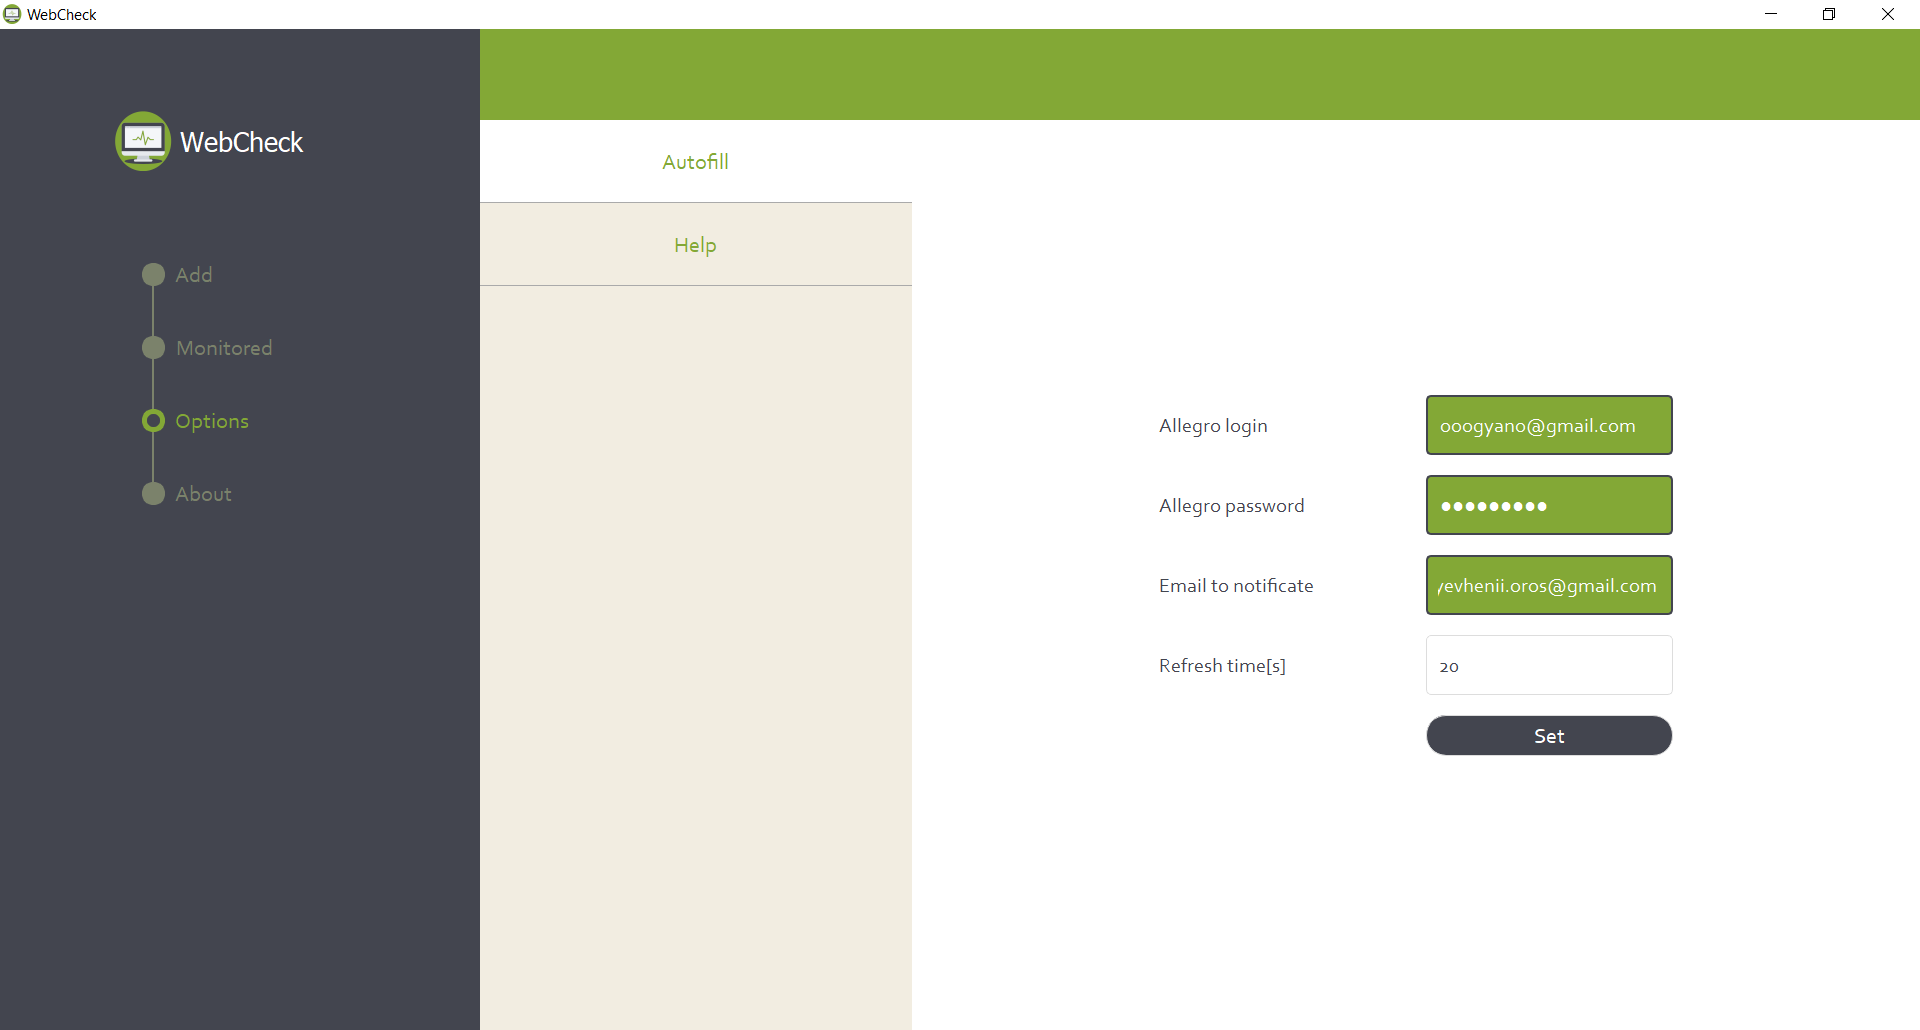 WebCheck
WebCheck
Add
Monitored
Options
About
Autofill
Help
Allegro login
ooogyano@gmail.com
Allegro password
●●●●●●●●●
Email to notificate
yevhenii.oros@gmail.com
Refresh time[s]
20
Set